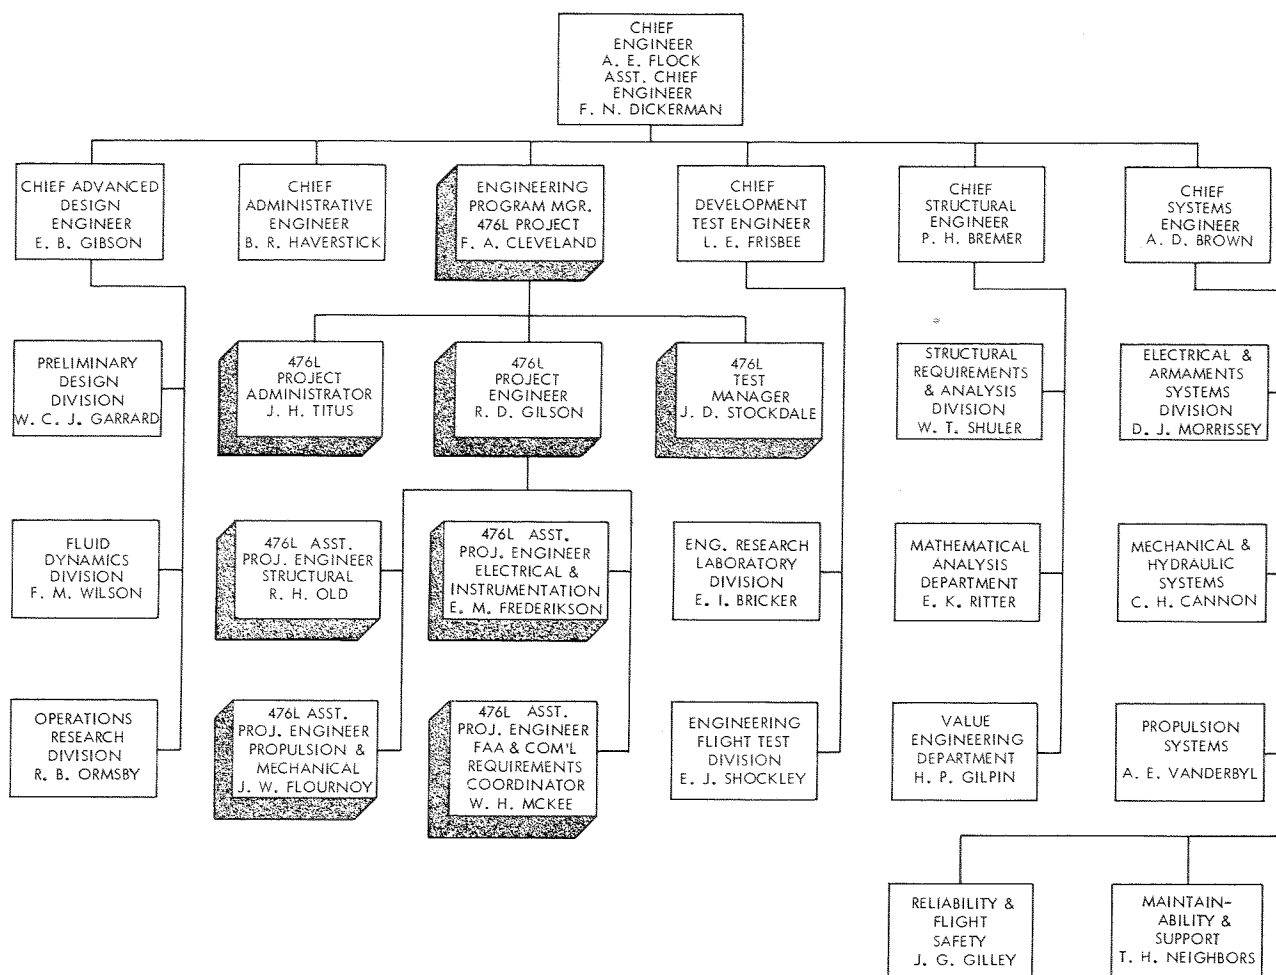 CHIEF
ENGINEER
A. E. FLOCK
ASST. CHIEF
ENGINEER
F. N. DICKERMAN
CHIEF ADVANCED
DESIGN
ENGINEER
E. B. GIBSON
CHIEF
ADMINISTRATIVE
ENGINEER
B. R. HAVERSTICK
ENGINEERING
PROGRAM MGR.
476L PROJECT
F. A. CLEVELAND
CHIEF
DEVELOPMENT
TEST ENGINEER
L. E. FRISBEE
CHIEF
STRUCTURAL
ENGINEER
P. H. BREMER
CHIEF
SYSTEMS
ENGINEER
A. D. BROWN
PRELIMINARY
DESIGN
DIVISION
W. C. J. GARRARD
476L
PROJECT
ADMINISTRATOR
J. H. TITUS
476L
PROJECT
ENGINEER
R. D. GILSON
476L
TEST
MANAGER
J. D. STOCKDALE
STRUCTURAL
REQUIREMENTS
& ANALYSIS
DIVISION
W. T. SHULER
ELECTRICAL &
ARMAMENTS
SYSTEMS
DIVISION
D. J. MORRISSEY
FLUID
DYNAMICS
DIVISION
F. M. WILSON
476L ASST.
PROJ. ENGINEER
STRUCTURAL
R. H. OLD
476L ASST.
PROJ. ENGINEER
ELECTRICAL &
INSTRUMENTATION
E. M. FREDERIKSON
ENG. RESEARCH
LABORATORY
DIVISION
E. I. BRICKER
MATHEMATICAL
ANALYSIS
DEPARTMENT
E. K. RITTER
MECHANICAL &
HYDRAULIC
SYSTEMS
C. H. CANNON
OPERATIONS
RESEARCH
DIVISION
R. B. ORMSBY
476L ASST.
PROJ. ENGINEER
PROPULSION &
MECHANICAL
J. W. FLOURNOY
476L ASST.
PROJ. ENGINEER
FAA & COM'L
REQUIREMENTS
COORDINATOR
W. H. MCKEE
ENGINEERING
FLIGHT TEST
DIVISION
E. J. SHOCKLEY
VALUE
ENGINEERING
DEPARTMENT
H. P. GILPIN
PROPULSION
SYSTEMS
A. E. VANDERBYL
RELIABILITY &
FLIGHT
SAFETY
J. G. GILLEY
MAINTAIN-
ABILITY &
SUPPORT
T. H. NEIGHBORS